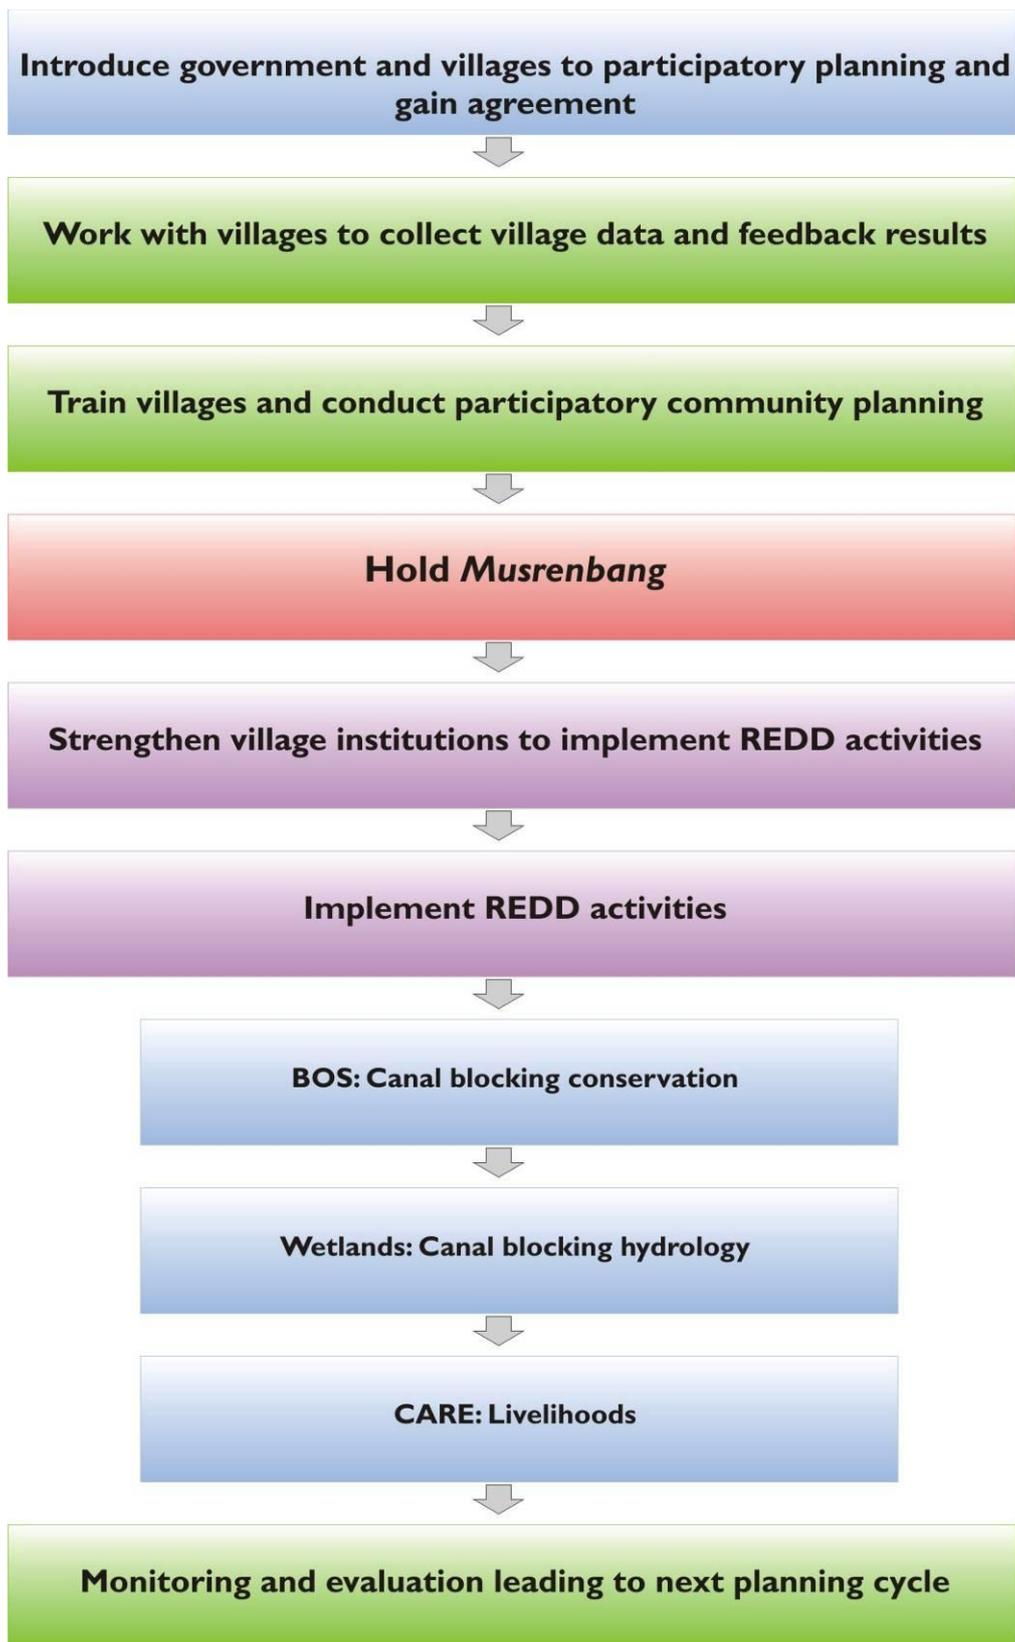 Introduce government and villages to participatory planning and
gain agreement
Work with villages to collect village data and feedback results
Train villages and conduct participatory community planning
Hold Musrenbang
Strengthen village institutions to implement REDD activities
Implement REDD activities
BOS: Canal blocking conservation
Wetlands: Canal blocking hydrology
CARE: Livelihoods
Monitoring and evaluation leading to next planning cycle